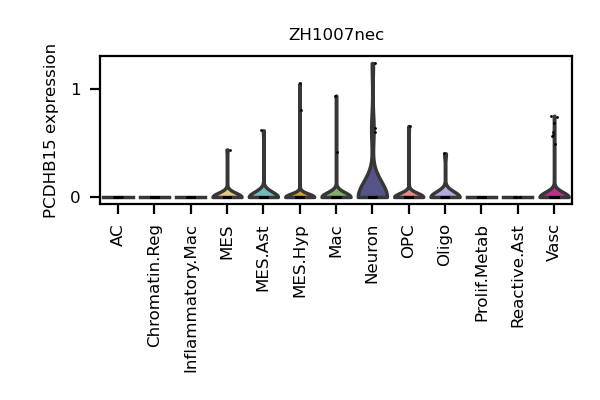 ZH1007nec
PCDHB15 expression
1
0
AC
Chromatin.Reg
Inflammatory.Mac
MES
MES.Ast
MES.Hyp
Mac
Neuron
OPC
Oligo
Prolif.Metab
Reactive.Ast
Vasc